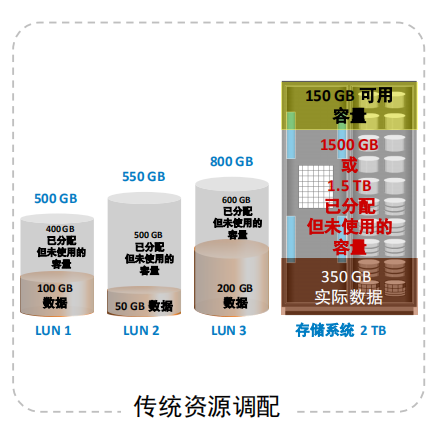 500 GB
400 GB
已分配
但未使用的
容量
100 GB
数据
LUN 1
550 GB
500 GB
已分配
但未使用的
容量
50 GB 数据
LUN 2
800 GB
600 GB
已分配
但未使用的
容量
200 GB
数据
LUN 3
150 GB 可用
容量
1500 GB
或
1.5 TB
已分配
但未使用的
容量
350 GB
实际数据
存储系统 2 TB
传统资源调配